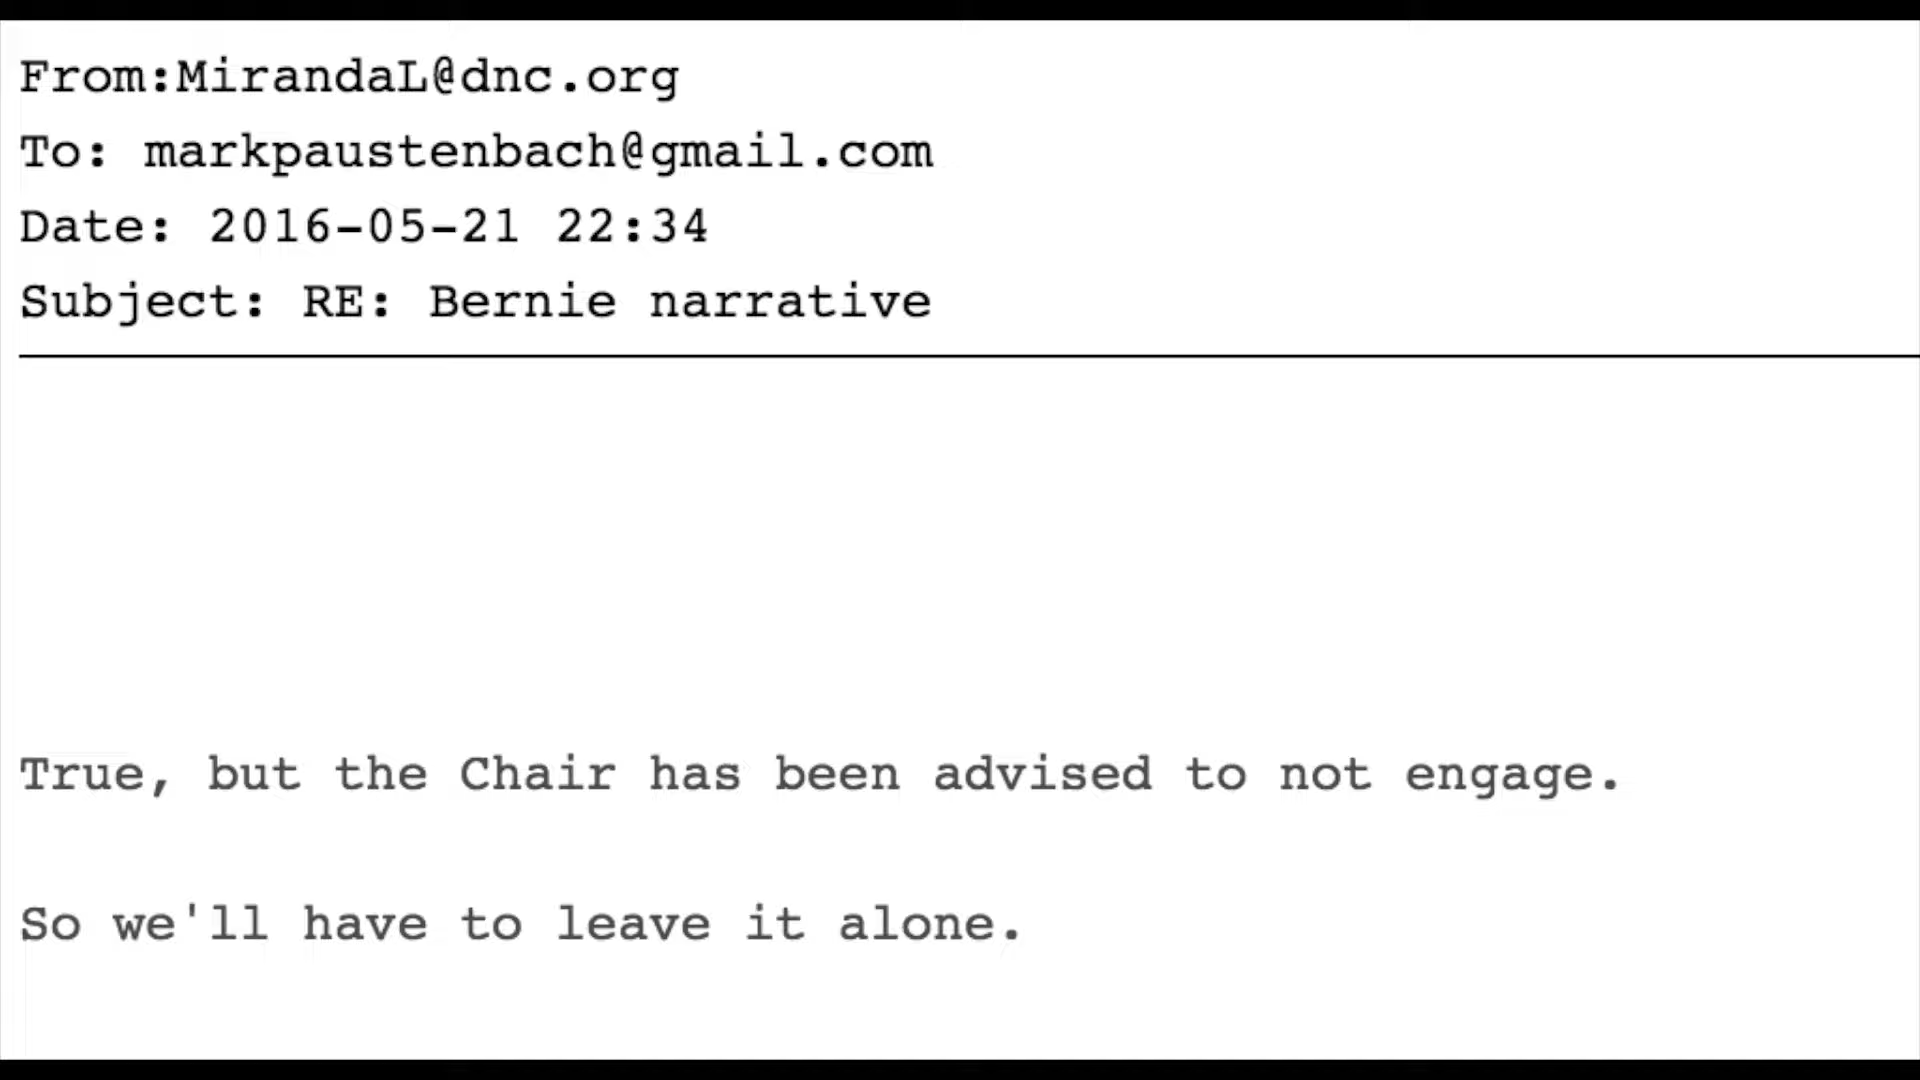 From:MirandaL@dnc.org
To: markpaustenbach@gmail.com
Date: 2016-05-21 22:34
Subject: RE: Bernie narrative
True, but the Chair has been advised to not engage.
So we'll have to leave it alone.